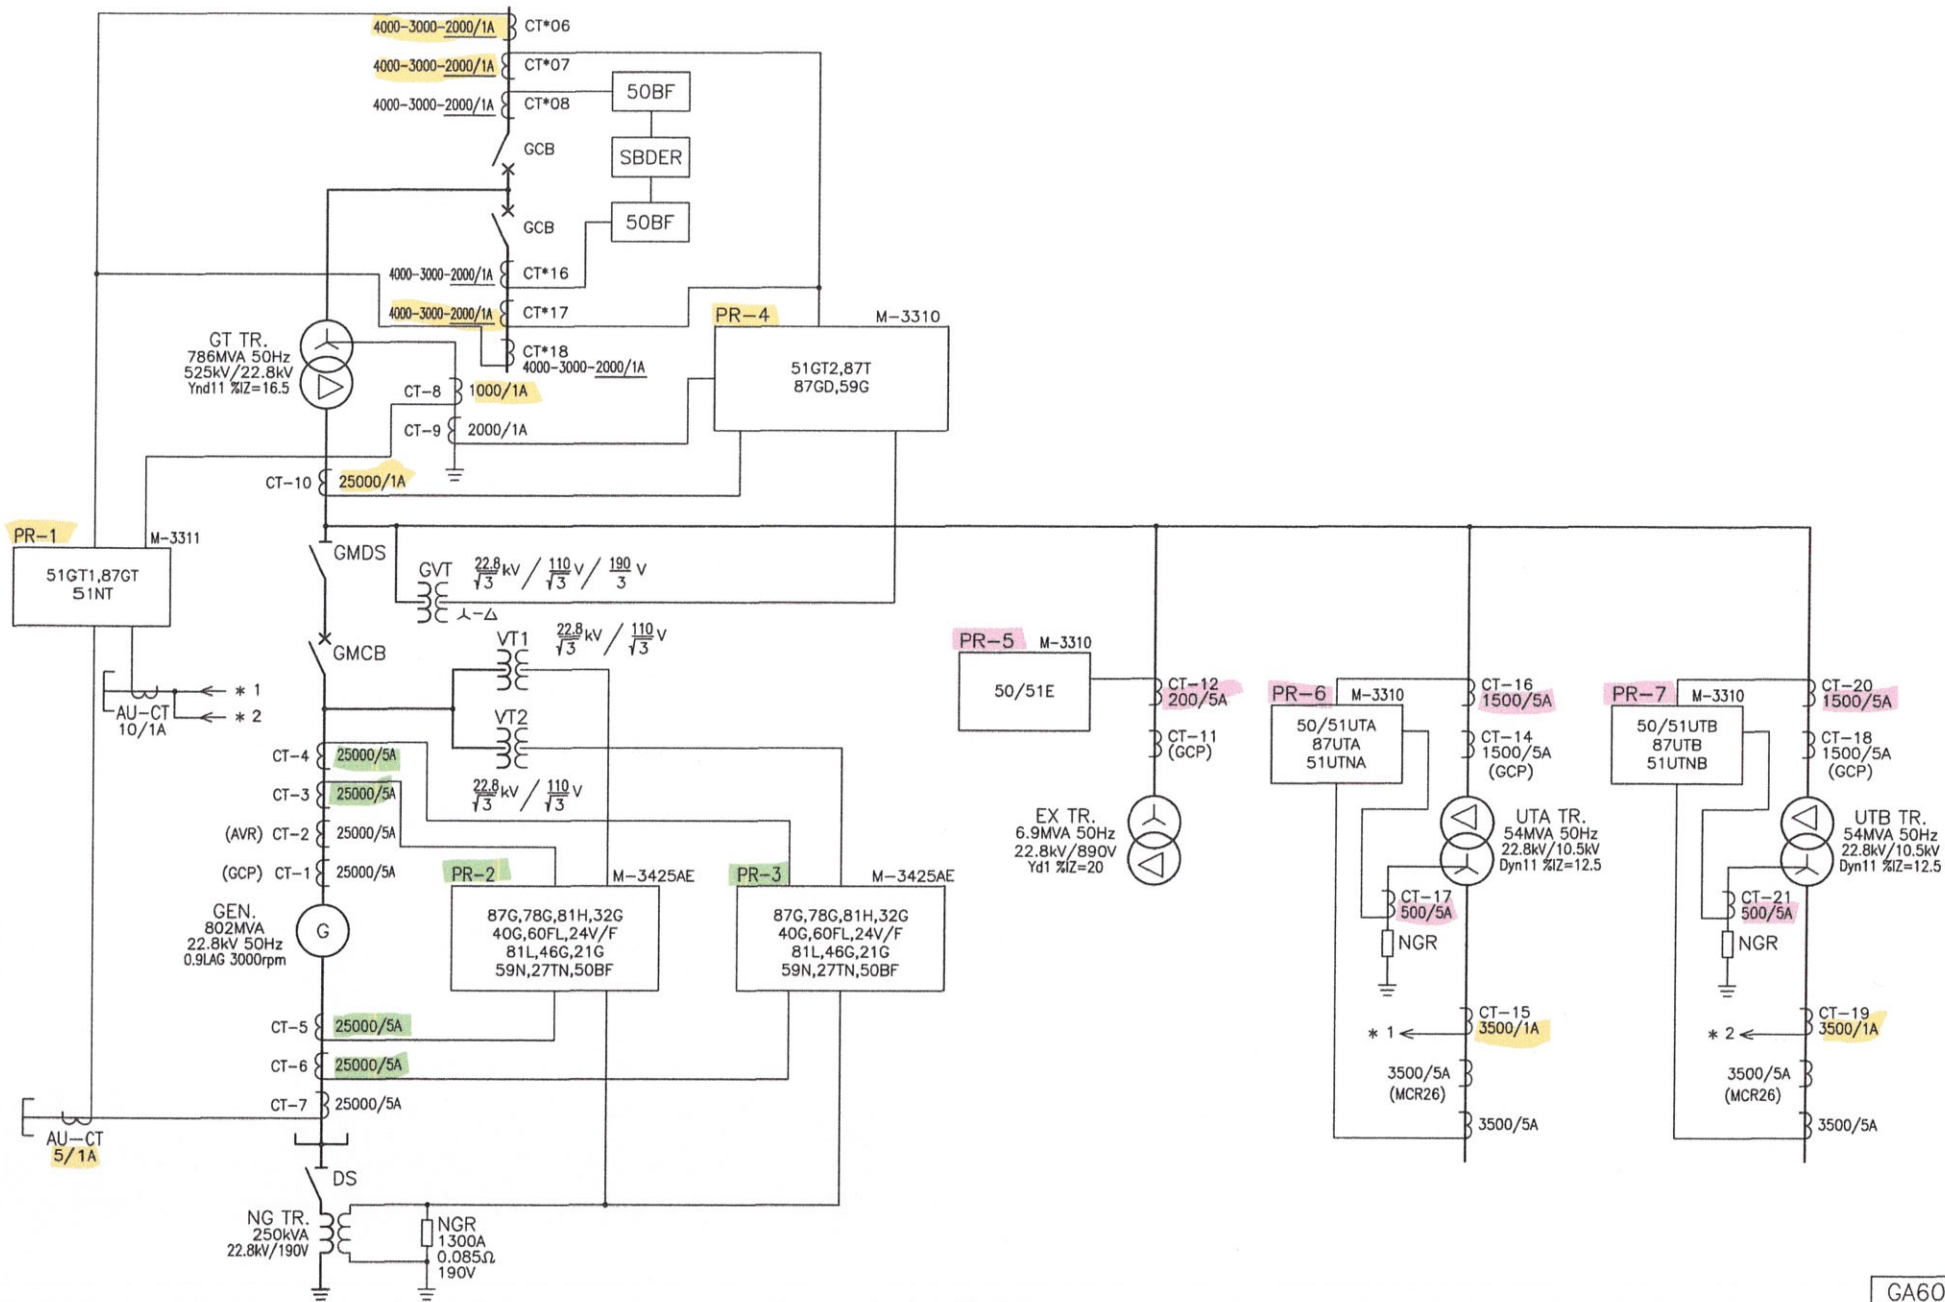 4000-3000-2000/1A CT*06
4000-3000-2000/1A CT*07
4000-3000-2000/1A CT*08
50BF
GCB
SBDER
GCB
50BF
4000-3000-2000/1A CT*16
4000-3000-2000/1A CT*17
CT*18
4000-3000-2000/1A
GT TR.
786MVA 50Hz
525kV/22.8kV
Ynd11 %IZ=16.5
CT-8 1000/1A
CT-9 2000/1A
CT-10 25000/1A
PR-4 M-3310
51GT2,87T
87GD,59G
PR-1 M-3311
51GT1,87GT
51NT
GMDS
GVT
22.8/√3 kV / 110/√3 V / 190/3 V
⅄-△
GMCB
VT1
22.8/√3 kV / 110/√3 V
VT2
22.8/√3 kV / 110/√3 V
* 1
* 2
AU-CT
10/1A
CT-4 25000/5A
CT-3 25000/5A
(AVR) CT-2 25000/5A
(GCP) CT-1 25000/5A
GEN.
802MVA
22.8kV 50Hz
0.9LAG 3000rpm
G
PR-2 M-3425AE
87G,78G,81H,32G
40G,60FL,24V/F
81L,46G,21G
59N,27TN,50BF
PR-3 M-3425AE
87G,78G,81H,32G
40G,60FL,24V/F
81L,46G,21G
59N,27TN,50BF
CT-5 25000/5A
CT-6 25000/5A
CT-7 25000/5A
AU-CT
5/1A
DS
NG TR.
250kVA
22.8kV/190V
NGR
1300A
0.085Ω
190V
PR-5 M-3310
50/51E
CT-12
200/5A
CT-11
(GCP)
EX TR.
6.9MVA 50Hz
22.8kV/890V
Yd1 %IZ=20
PR-6 M-3310
50/51UTA
87UTA
51UTNA
CT-16
1500/5A
CT-14
1500/5A
(GCP)
UTA TR.
54MVA 50Hz
22.8kV/10.5kV
Dyn11 %IZ=12.5
CT-17
500/5A
NGR
CT-15
* 1 3500/1A
3500/5A
(MCR26)
3500/5A
PR-7 M-3310
50/51UTB
87UTB
51UTNB
CT-20
1500/5A
CT-18
1500/5A
(GCP)
UTB TR.
54MVA 50Hz
22.8kV/10.5kV
Dyn11 %IZ=12.5
CT-21
500/5A
NGR
CT-19
* 2 3500/1A
3500/5A
(MCR26)
3500/5A
GA60